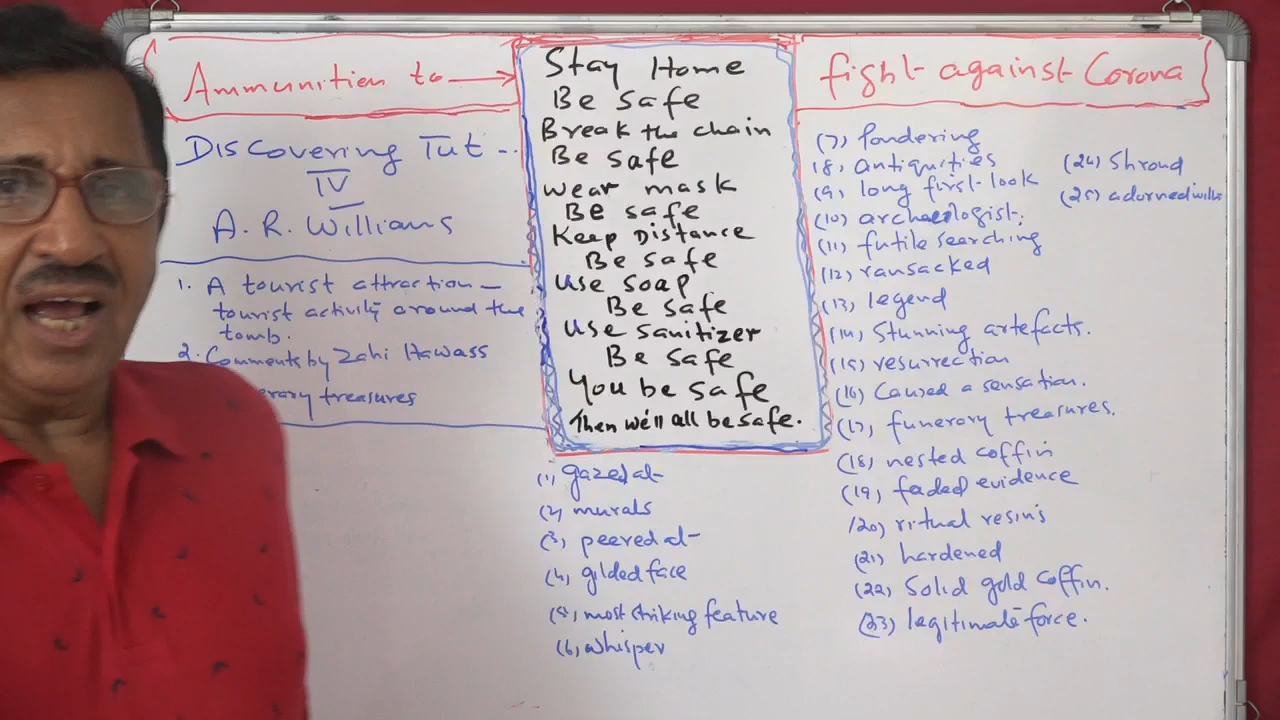 Ammunition to → fight against Corona
Discovering Tut ...
IV
A. R. Williams
1. A tourist attraction –
tourist activity around the
tomb.
2. Comments by Zahi Hawass
treasures
Stay Home
Be safe
Break the chain
Be safe
wear mask
Be safe
Keep Distance
Be safe
Use soap
Be safe
Use sanitizer
Be safe
You be safe
Then we'll all be safe.
(1) gazed at
(2) murals
(3) peered at
(4) gilded face
(5) most striking feature
(6) whisper
(7) pondering
(8) antiquities
(9) long first-look
(10) archaeologist;
(11) futile searching
(12) ransacked
(13) legend
(14) Stunning artefacts.
(15) resurrection
(16) Caused a sensation.
(17) funerary treasures.
(18) nested coffin
(19) faded evidence
(20) ritual resins
(21) hardened
(22) Solid gold coffin.
(23) legitimate force.
(24) Shroud
(25) adorned with